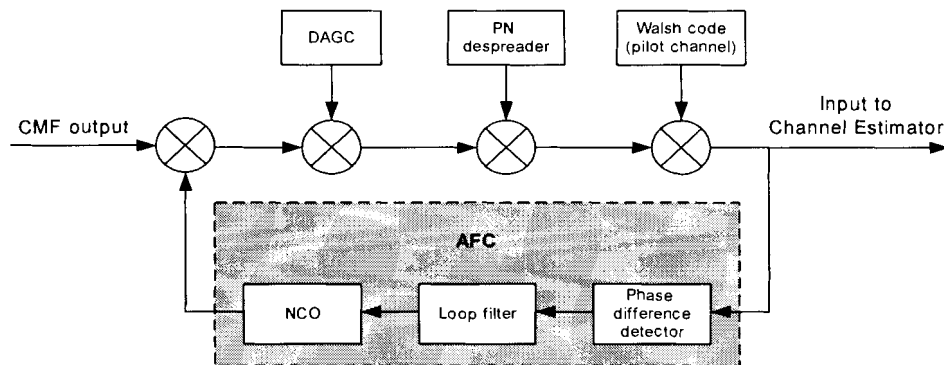 DAGC
PN
despreader
Walsh code
(pilot channel)
CMF output
Input to
Channel Estimator
AFC
NCO
Loop filter
Phase
difference
detector